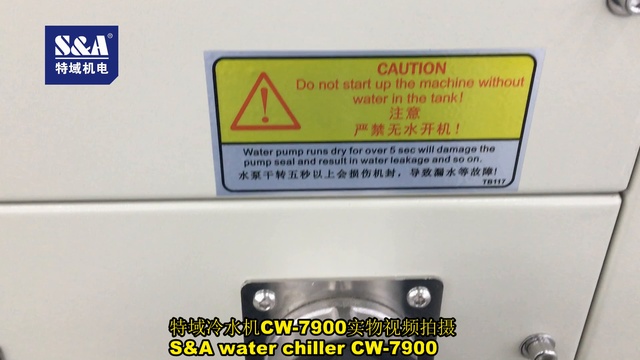 S&A®
特域机电
CAUTION
Do not start up the machine without
water in the tank!
注意
严禁无水开机！
Water pump runs dry for over 5 sec will damage the
pump seal and result in water leakage and so on.
水泵干转五秒以上会损伤机封，导致漏水等故障!
TB117
特域冷水机CW-7900实物视频拍摄
S&A water chiller CW-7900